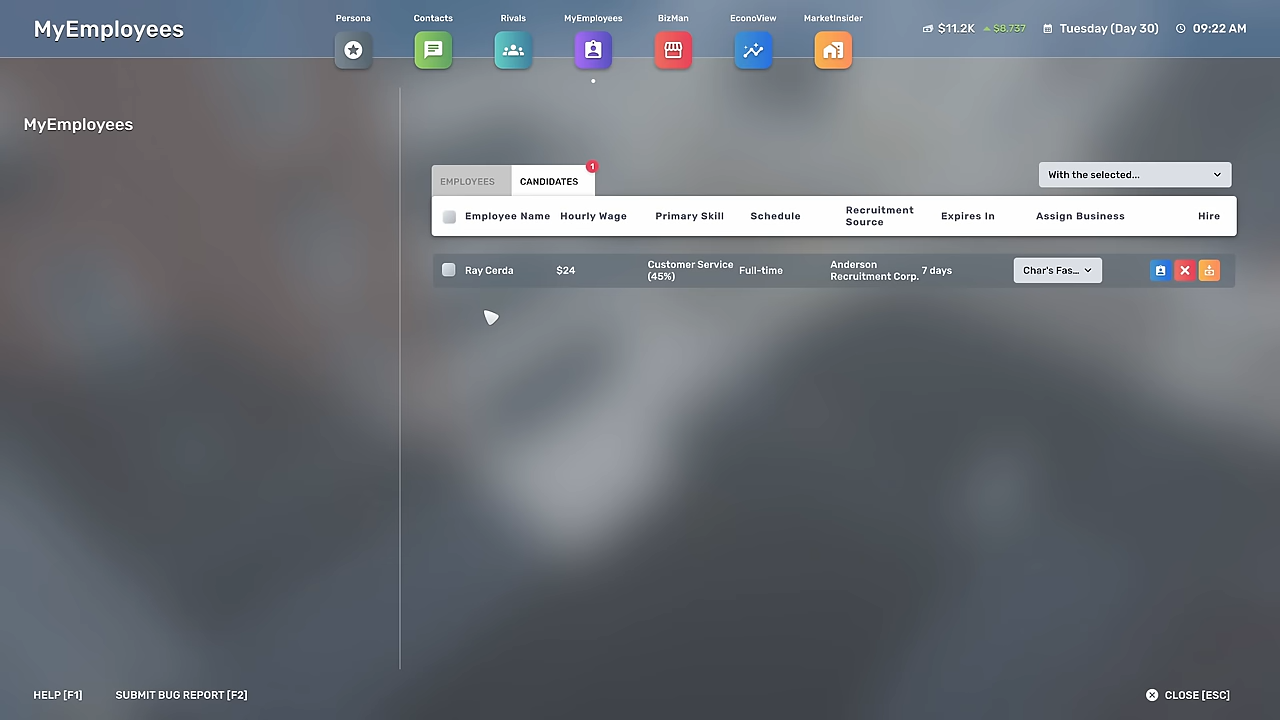 MyEmployees
Persona
Contacts
Rivals
MyEmployees
BizMan
EconoView
MarketInsider
$11.2K
$8,737
Tuesday (Day 30)
09:22 AM
MyEmployees
EMPLOYEES
CANDIDATES
1
With the selected...
Employee Name
Hourly Wage
Primary Skill
Schedule
Recruitment
Source
Expires In
Assign Business
Hire
Ray Cerda
$24
Customer Service
(45%)
Full-time
Anderson
Recruitment Corp.
7 days
Char's Fas...
HELP [F1]
SUBMIT BUG REPORT [F2]
CLOSE [ESC]